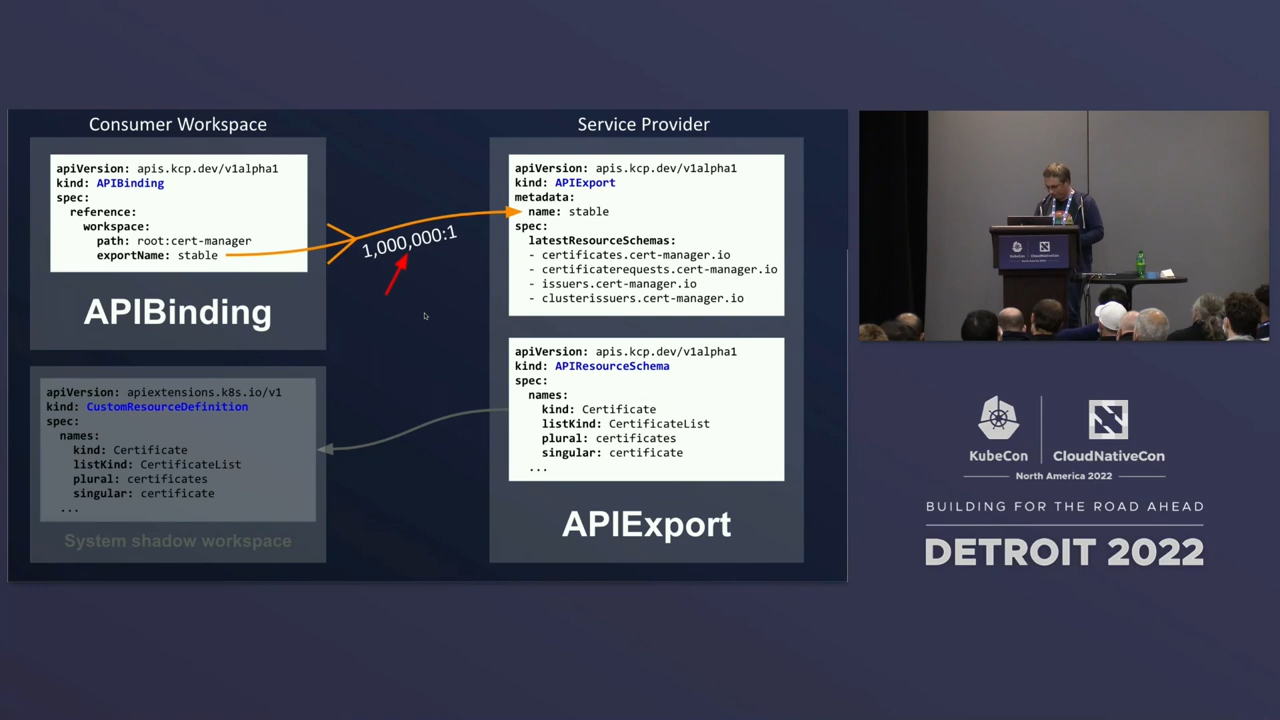 Consumer Workspace
apiVersion: apis.kcp.dev/v1alpha1
kind: APIBinding
spec:
reference:
workspace:
path: root:cert-manager
exportName: stable
APIBinding
apiVersion: apiextensions.k8s.io/v1
kind: CustomResourceDefinition
spec:
names:
kind: Certificate
listKind: CertificateList
plural: certificates
singular: certificate
...
System shadow workspace
1,000,000:1
Service Provider
apiVersion: apis.kcp.dev/v1alpha1
kind: APIExport
metadata:
name: stable
spec:
latestResourceSchemas:
- certificates.cert-manager.io
- certificaterequests.cert-manager.io
- issuers.cert-manager.io
- clusterissuers.cert-manager.io
apiVersion: apis.kcp.dev/v1alpha1
kind: APIResourceSchema
spec:
names:
kind: Certificate
listKind: CertificateList
plural: certificates
singular: certificate
...
APIExport
KubeCon
CloudNativeCon
North America 2022
BUILDING FOR THE ROAD AHEAD
DETROIT 2022